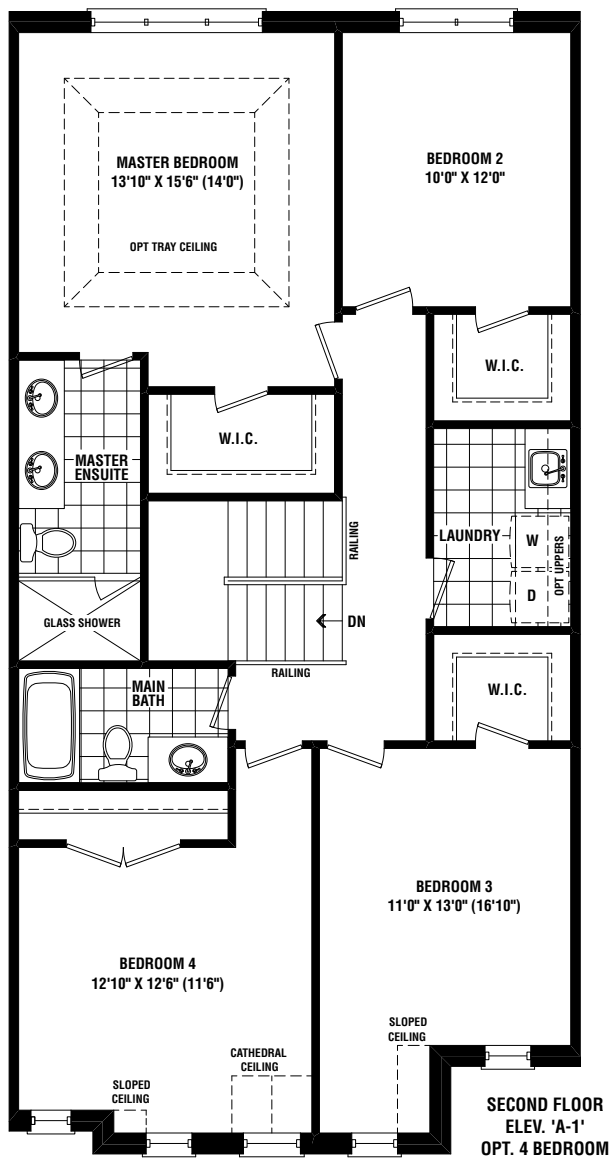 MASTER BEDROOM
13'10" X 15'6" (14'0")
OPT TRAY CEILING
BEDROOM 2
10'0" X 12'0"
W.I.C.
W.I.C.
MASTER
ENSUITE
LAUNDRY
W
D
OPT UPPERS
RAILING
GLASS SHOWER
DN
RAILING
MAIN
BATH
W.I.C.
BEDROOM 3
11'0" X 13'0" (16'10")
BEDROOM 4
12'10" X 12'6" (11'6")
SLOPED
CEILING
CATHEDRAL
CEILING
SLOPED
CEILING
SECOND FLOOR
ELEV. 'A-1'
OPT. 4 BEDROOM